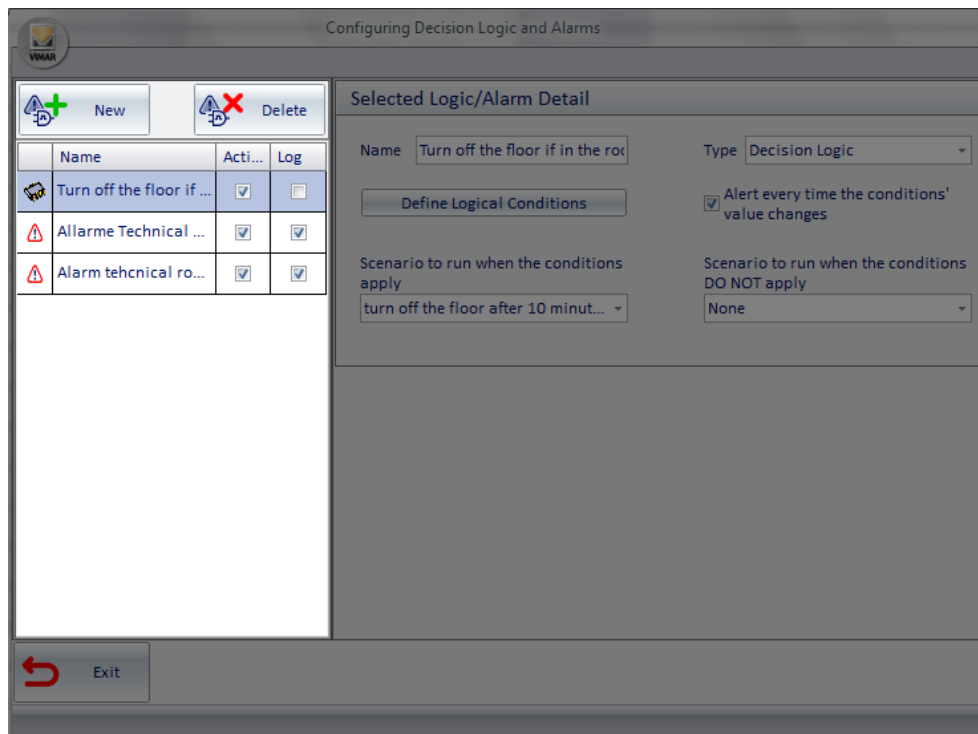 Configuring Decision Logic and Alarms
VIMAR
New
Delete
Name Acti... Log
Turn off the floor if ...
Allarme Technical ...
Alarm tehcnical ro...
Selected Logic/Alarm Detail
Name Turn off the floor if in the roo
Type Decision Logic
Define Logical Conditions
Alert every time the conditions'
value changes
Scenario to run when the conditions
apply
turn off the floor after 10 minut...
Scenario to run when the conditions
DO NOT apply
None
Exit